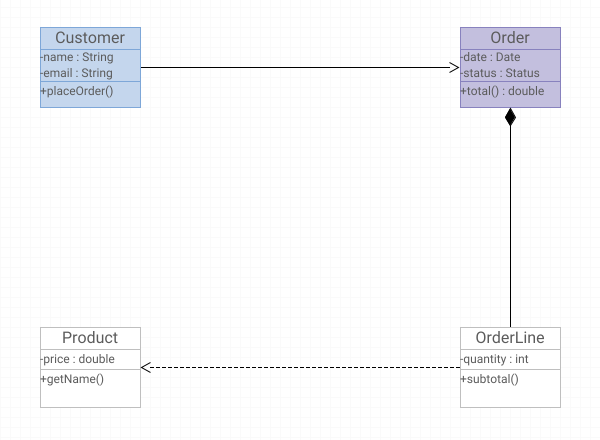 Customer
-name : String
-email : String
+placeOrder()
Order
-date : Date
-status : Status
+total() : double
Product
-price : double
+getName()
OrderLine
-quantity : int
+subtotal()